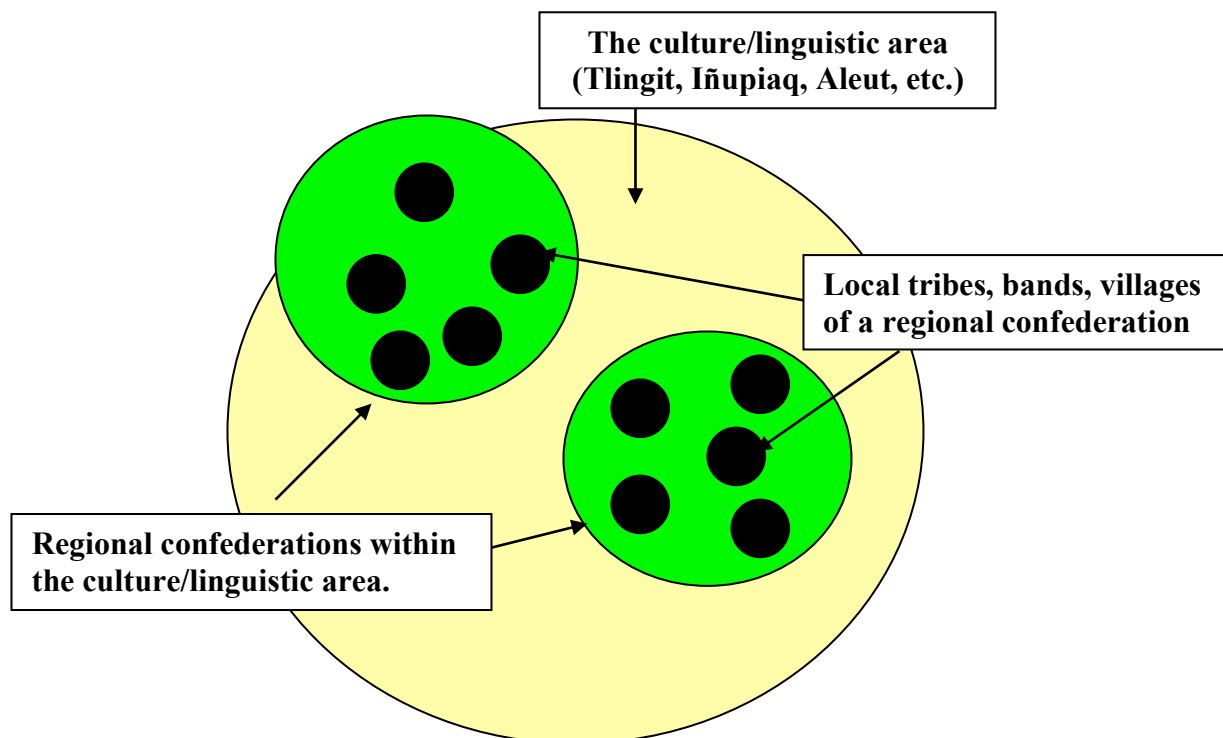 The culture/linguistic area
(Tlingit, Iñupiaq, Aleut, etc.)
Local tribes, bands, villages
of a regional confederation
Regional confederations within
the culture/linguistic area.